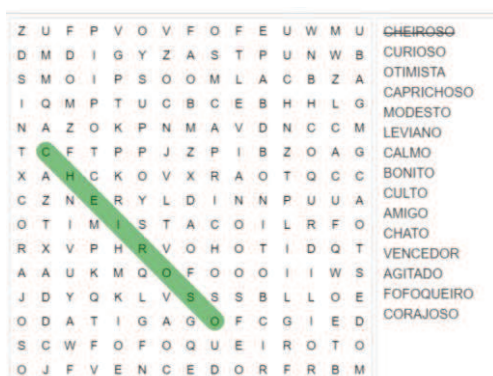 Z U F P V O V F O F E U W M U
D M D I G Y Z A S T P U N W B
S M O I P S O O M L A C B Z A
I Q M P T U C B C E B H H L G
N A Z O K P N M A V D N C C M
T C F T P P J Z P I B Z O A G
X A H C K O V X R A O T Q C C
C Z N E R Y L D I N N P U U A
O T I M I S T A C O I L R F O
R X V P H R V O H O T I D Q T
A A U K M Q O F O O O I I W S
J D Y Q K L V S S S B L L O E
O D A T I G A G O F C G I E D
S C W F O F O Q U E I R O T O
O J F V E N C E D O R F R B M
CHEIROSO
CURIOSO
OTIMISTA
CAPRICHOSO
MODESTO
LEVIANO
CALMO
BONITO
CULTO
AMIGO
CHATO
VENCEDOR
AGITADO
FOFOQUEIRO
CORAJOSO